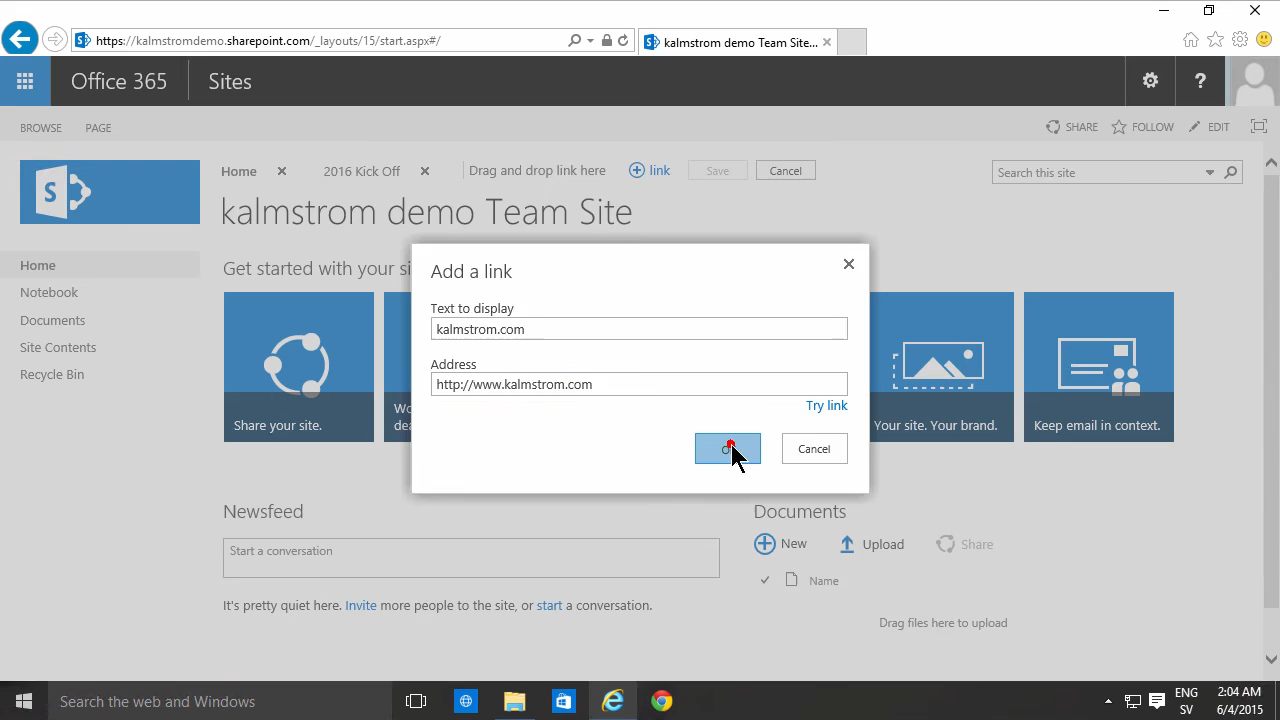 https://kalmstromdemo.sharepoint.com/_layouts/15/start.aspx#/
kalmstrom demo Team Site...
Office 365
Sites
?
BROWSE
PAGE
SHARE
FOLLOW
EDIT
S
Home
2016 Kick Off
Drag and drop link here
link
Save
Cancel
Search this site
kalmstrom demo Team Site
Home
Notebook
Documents
Site Contents
Recycle Bin
Get started with your
Share your site.
Your site. Your brand.
Keep email in context.
Add a link
Text to display
kalmstrom.com
Address
http://www.kalmstrom.com
Try link
Cancel
Newsfeed
Start a conversation
It's pretty quiet here. Invite more people to the site, or start a conversation.
Documents
New
Upload
Share
Name
Drag files here to upload
Search the web and Windows
ENG
SV
2:04 AM
6/4/2015